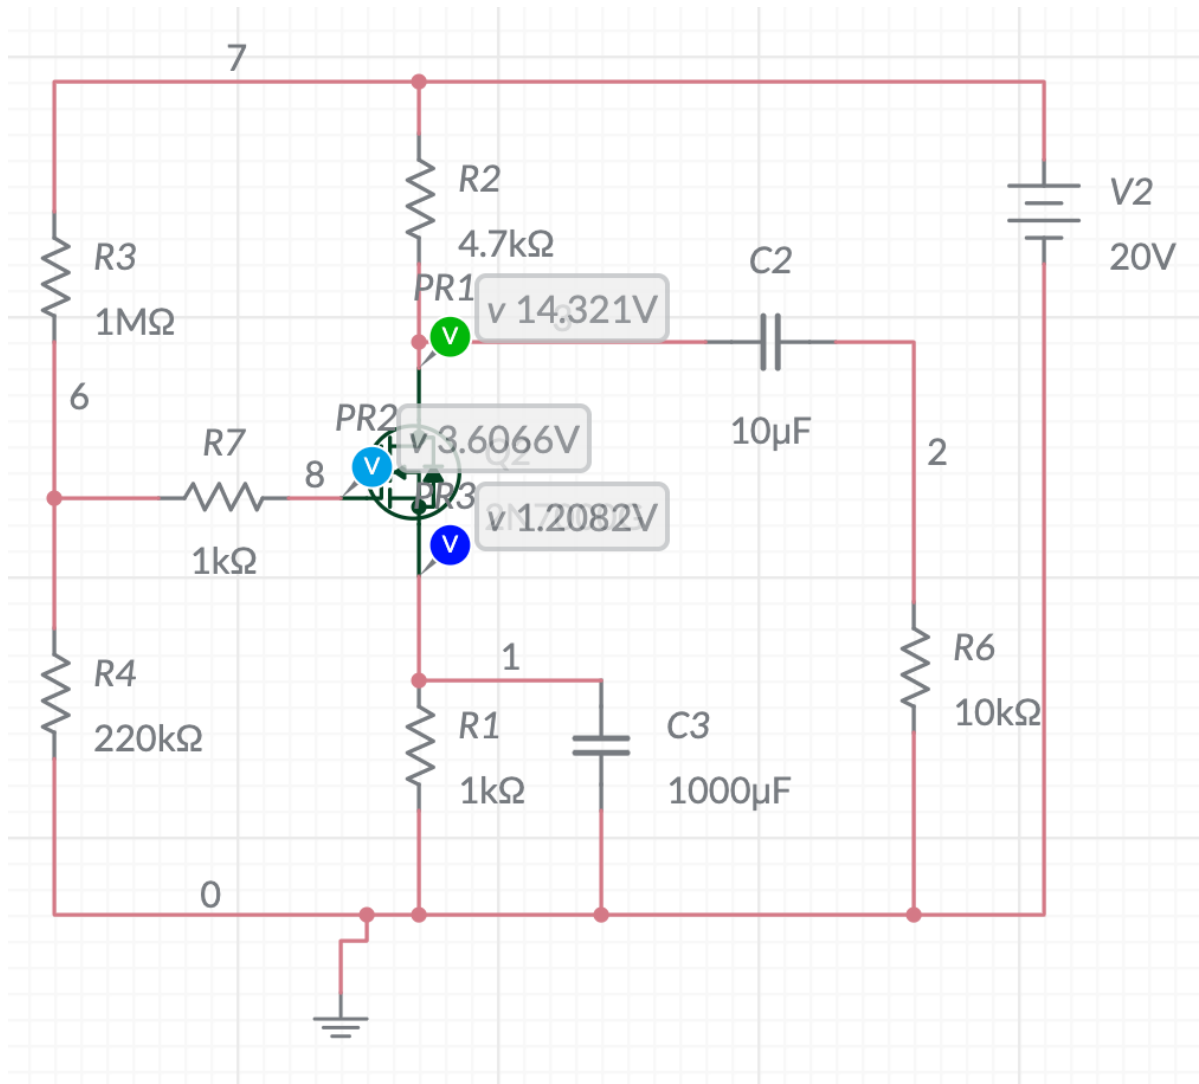 7
R2
4.7kΩ
V2
20V
R3
1MΩ
C2
10µF
PR1
v 14.321V
V
6
PR2
v 3.6066V
V
R7
8
1kΩ
2
PR3
v 1.2082V
V
1
R4
220kΩ
R1
1kΩ
C3
1000µF
R6
10kΩ
0